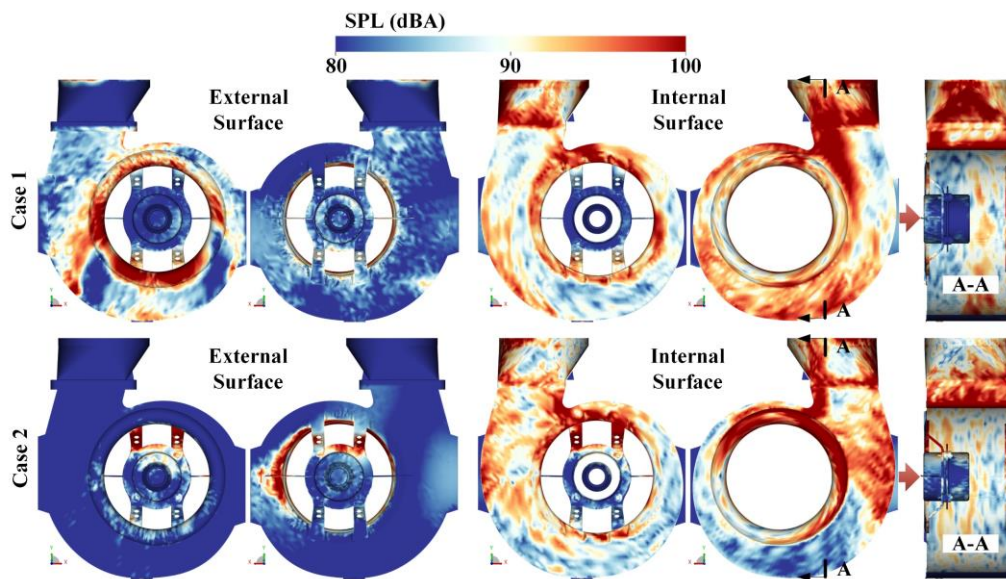 SPL (dBA)
80
90
100
External
Surface
Internal
Surface
A
A
A-A
Case 1
External
Surface
Internal
Surface
A
A
A-A
Case 2